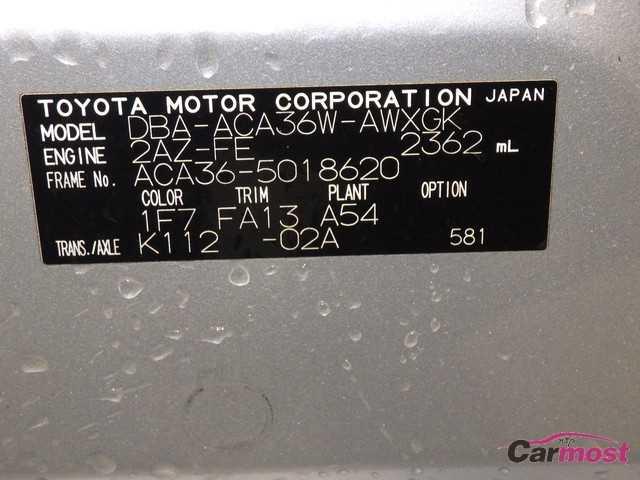 TOYOTA MOTOR CORPORATION JAPAN
MODEL DBA-ACA36W-AWXGK
ENGINE 2AZ-FE 2362 mL
FRAME No. ACA36-5018620
COLOR TRIM PLANT OPTION
1F7 FA13 A54
TRANS./AXLE K112 -02A 581
Carmost